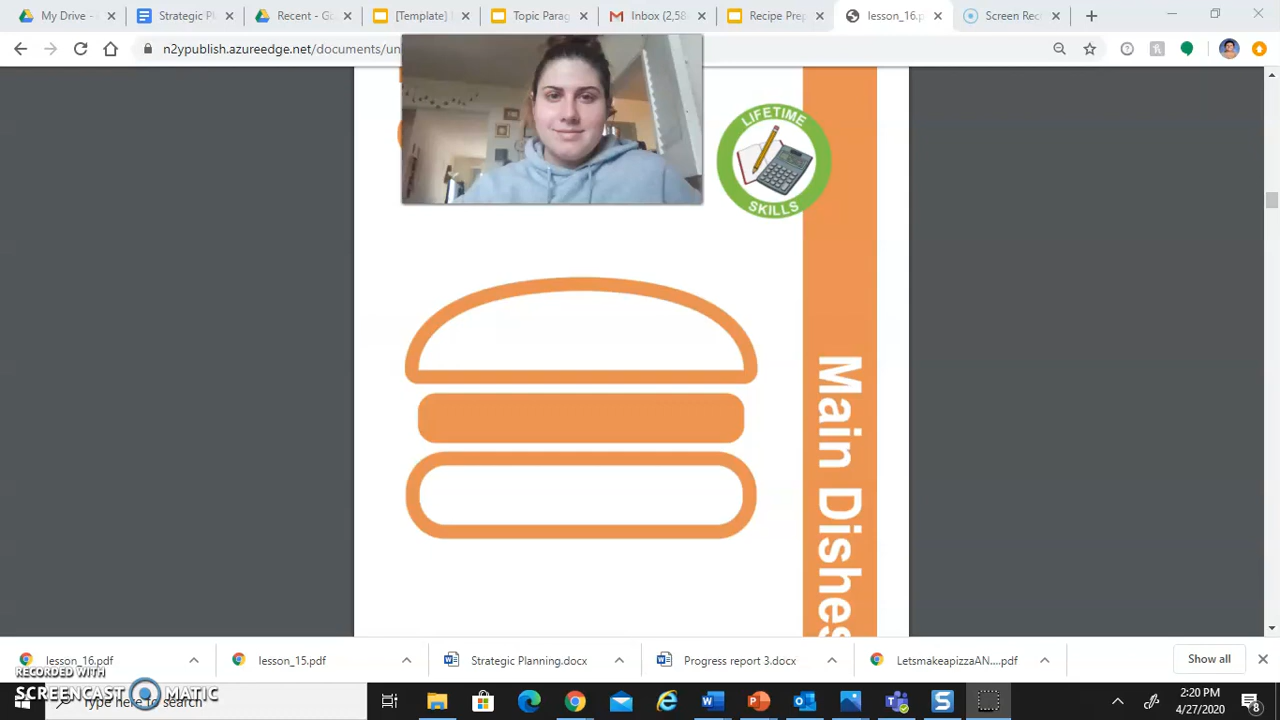 My Drive -
Strategic Pl
Recent - G
[Template]
Topic Parag
Inbox (2,58
Recipe Prep
lesson_16.p
Screen Rec
n2ypublish.azureedge.net/documents/un
LIFETIME
SKILLS
Main Dishes
lesson_16.pdf
lesson_15.pdf
Strategic Planning.docx
Progress report 3.docx
LetsmakepizzaAN....pdf
Show all
RECORDED WITH
SCREENCAST MATIC
Type here to search
2:20 PM
4/27/2020
8